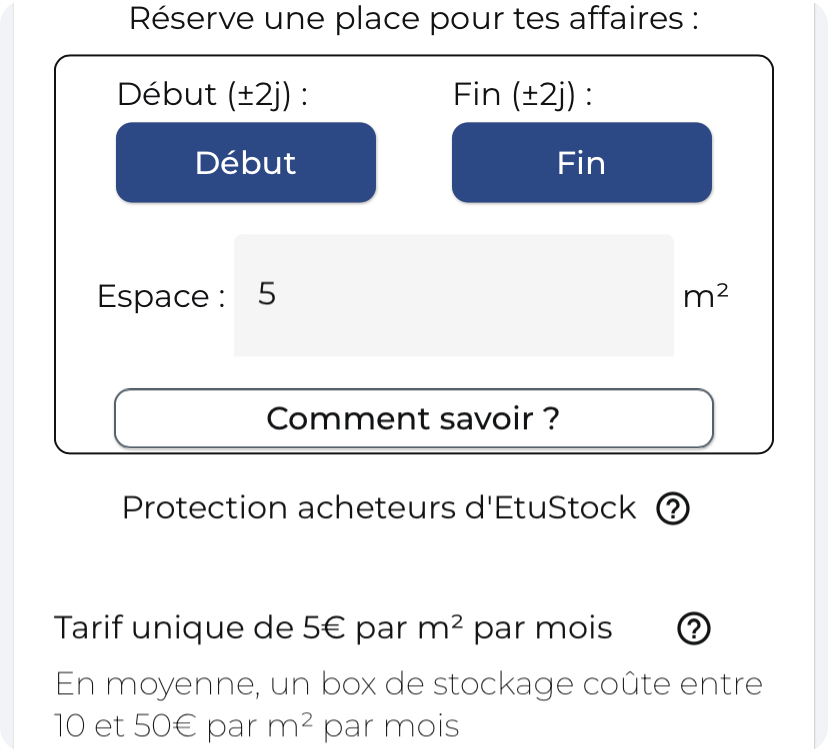 Réserve une place pour tes affaires :
Début (±2j) :
Fin (±2j) :
Début
Fin
Espace : 5 m²
Comment savoir ?
Protection acheteurs d'EtuStock ?
Tarif unique de 5€ par m² par mois ?
En moyenne, un box de stockage coûte entre
10 et 50€ par m² par mois